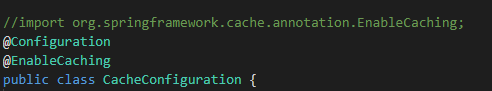 //import org.springframework.cache.annotation.EnableCaching;
@Configuration
@EnableCaching
public class CacheConfiguration {